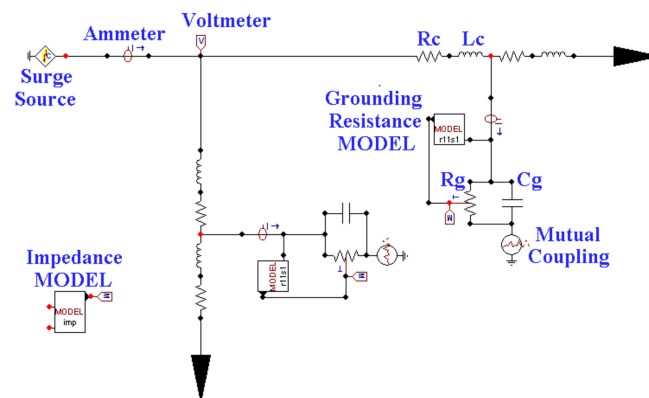 Ammeter
Voltmeter
V
I
Surge
Source
Rc
Lc
Grounding
Resistance
MODEL
I
MODEL
r11s1
Rg
Cg
T
M
Mutual
Coupling
I
MODEL
r11s1
T
M
Impedance
MODEL
MODEL
imp
M